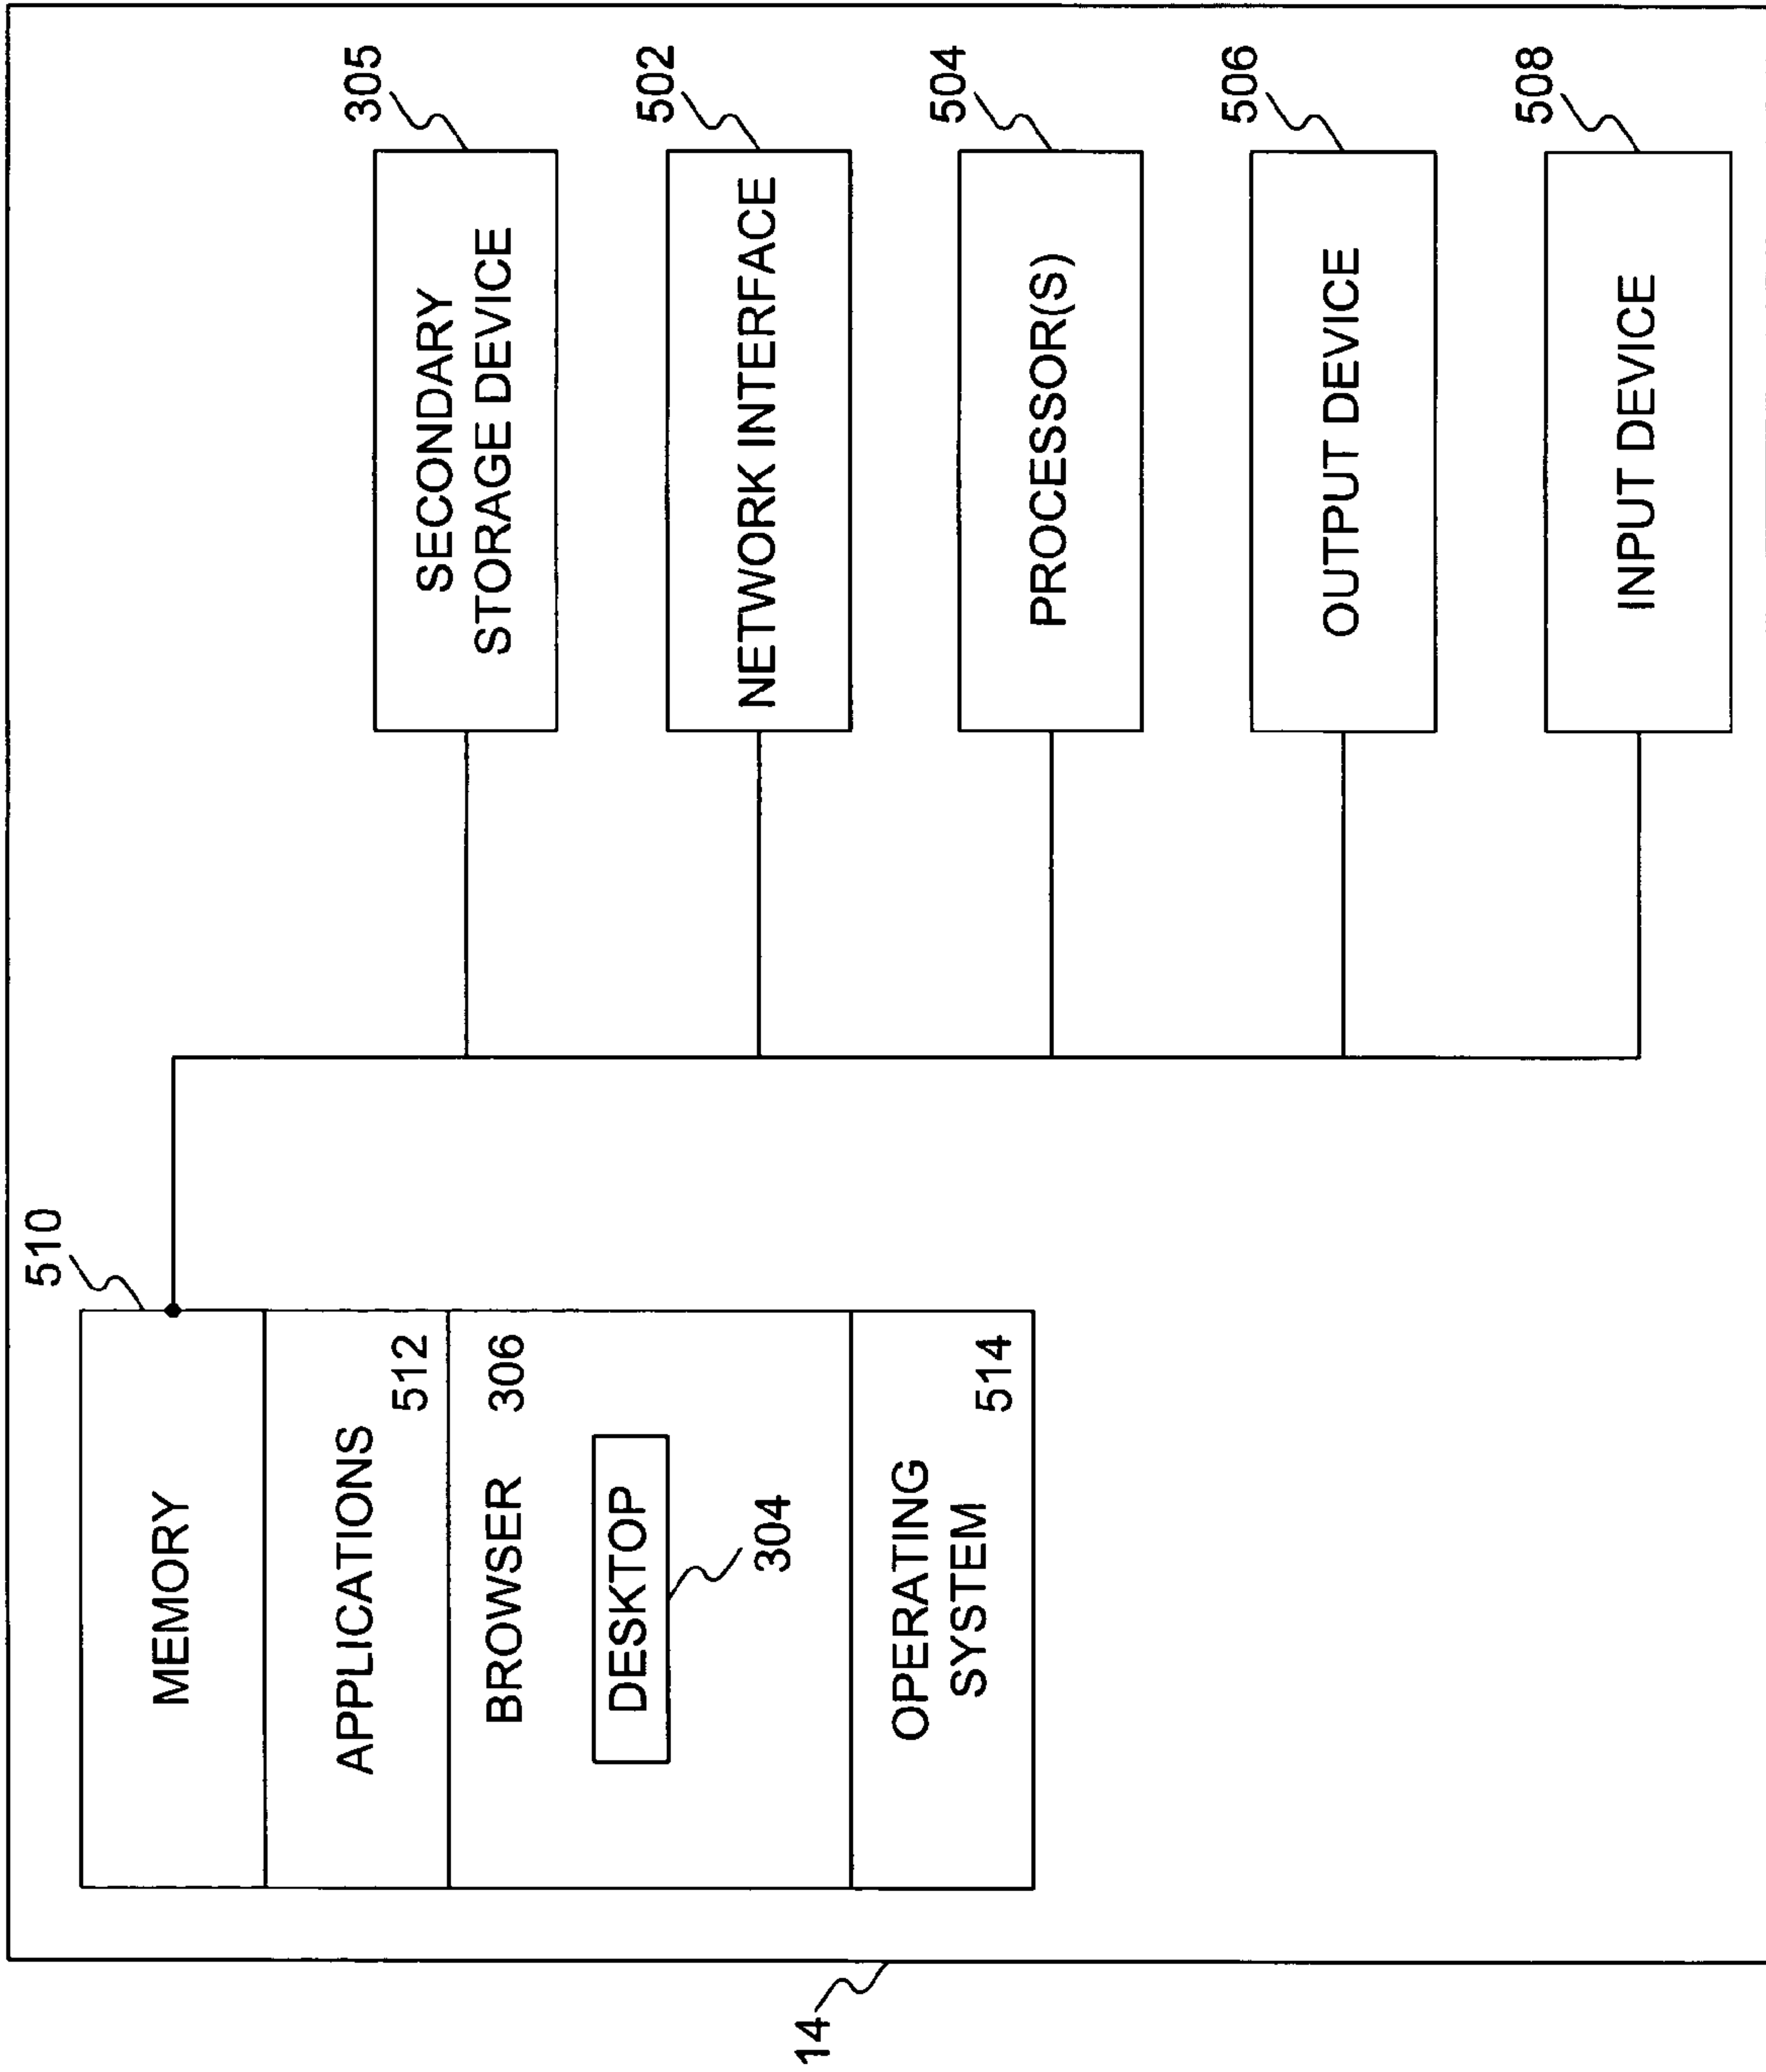 510
MEMORY
APPLICATIONS
512
BROWSER 306
DESKTOP
304
OPERATING
SYSTEM
514
14
305
SECONDARY
STORAGE DEVICE
502
NETWORK INTERFACE
504
PROCESSOR(S)
506
OUTPUT DEVICE
508
INPUT DEVICE